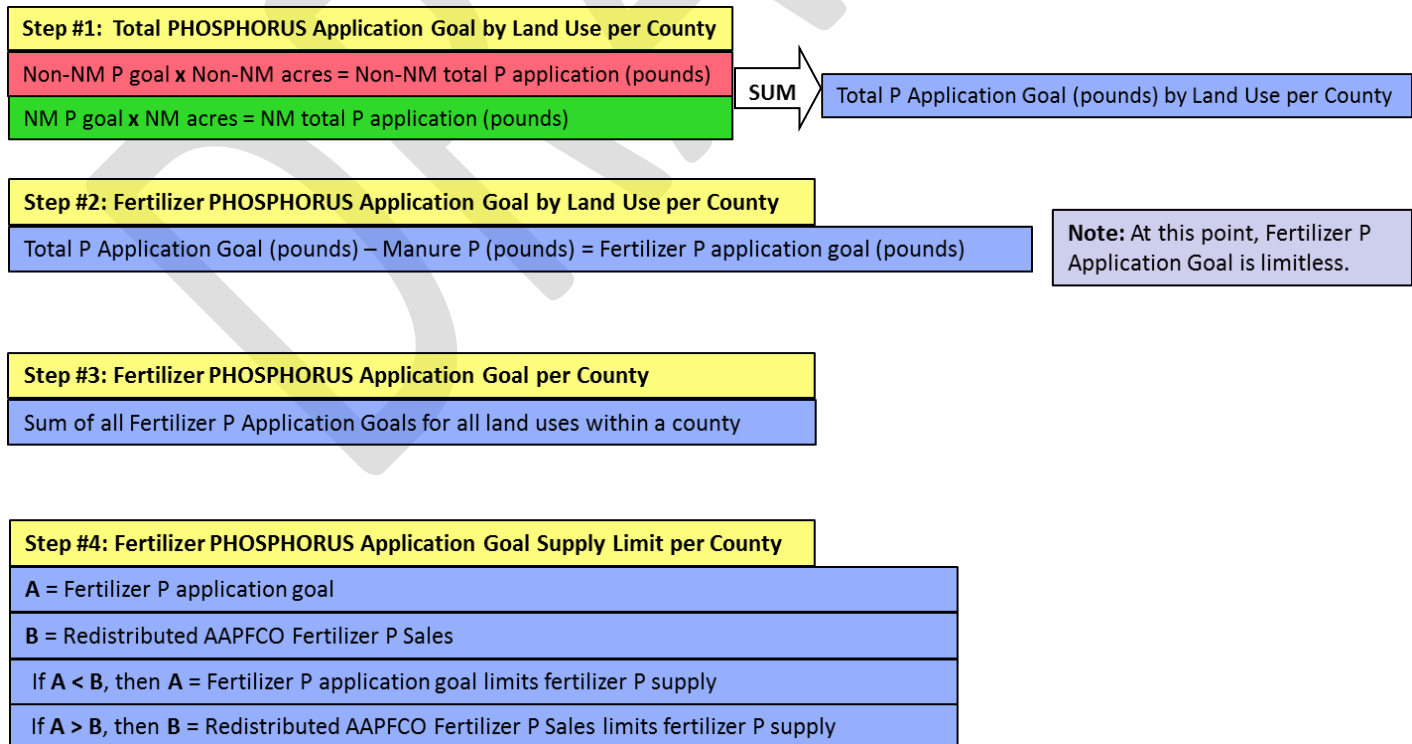 Step #1: Total PHOSPHORUS Application Goal by Land Use per County
Non-NM P goal x Non-NM acres = Non-NM total P application (pounds)
NM P goal x NM acres = NM total P application (pounds)
SUM
Total P Application Goal (pounds) by Land Use per County
Step #2: Fertilizer PHOSPHORUS Application Goal by Land Use per County
Total P Application Goal (pounds) – Manure P (pounds) = Fertilizer P application goal (pounds)
Note: At this point, Fertilizer P
Application Goal is limitless.
Step #3: Fertilizer PHOSPHORUS Application Goal per County
Sum of all Fertilizer P Application Goals for all land uses within a county
Step #4: Fertilizer PHOSPHORUS Application Goal Supply Limit per County
A = Fertilizer P application goal
B = Redistributed AAPFCO Fertilizer P Sales
If A < B, then A = Fertilizer P application goal limits fertilizer P supply
If A > B, then B = Redistributed AAPFCO Fertilizer P Sales limits fertilizer P supply